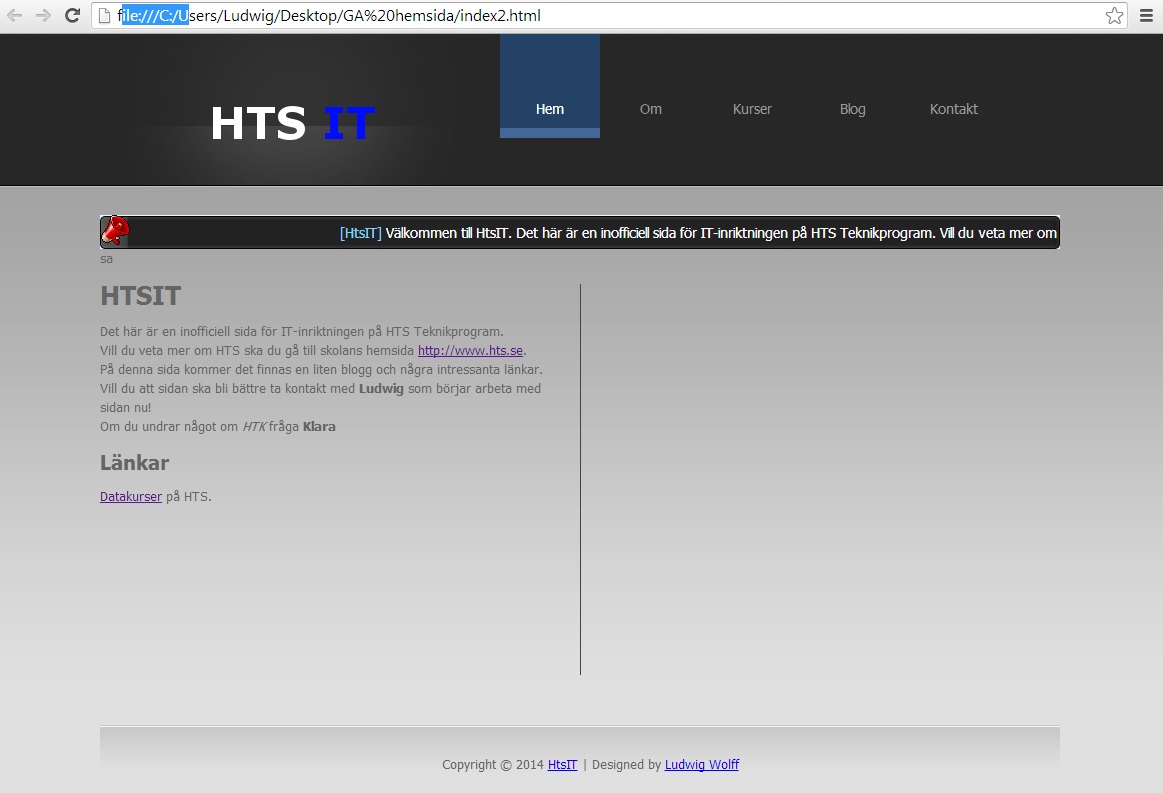 file:///C:/Users/Ludwig/Desktop/GA%20hemsida/index2.html
HTS IT
Hem Om Kurser Blog Kontakt
[HtsIT] Välkommen till HtsIT. Det här är en inofficiell sida för IT-inriktningen på HTS Teknikprogram. Vill du veta mer om
sa
HTSIT
Det här är en inofficiell sida för IT-inriktningen på HTS Teknikprogram.
Vill du veta mer om HTS ska du gå till skolans hemsida http://www.hts.se.
På denna sida kommer det finnas en liten blogg och några intressanta länkar.
Vill du att sidan ska bli bättre ta kontakt med Ludwig som börjar arbeta med
sidan nu!
Om du undrar något om HTK fråga Klara
Länkar
Datakurser på HTS.
Copyright © 2014 HtsIT | Designed by Ludwig Wolff